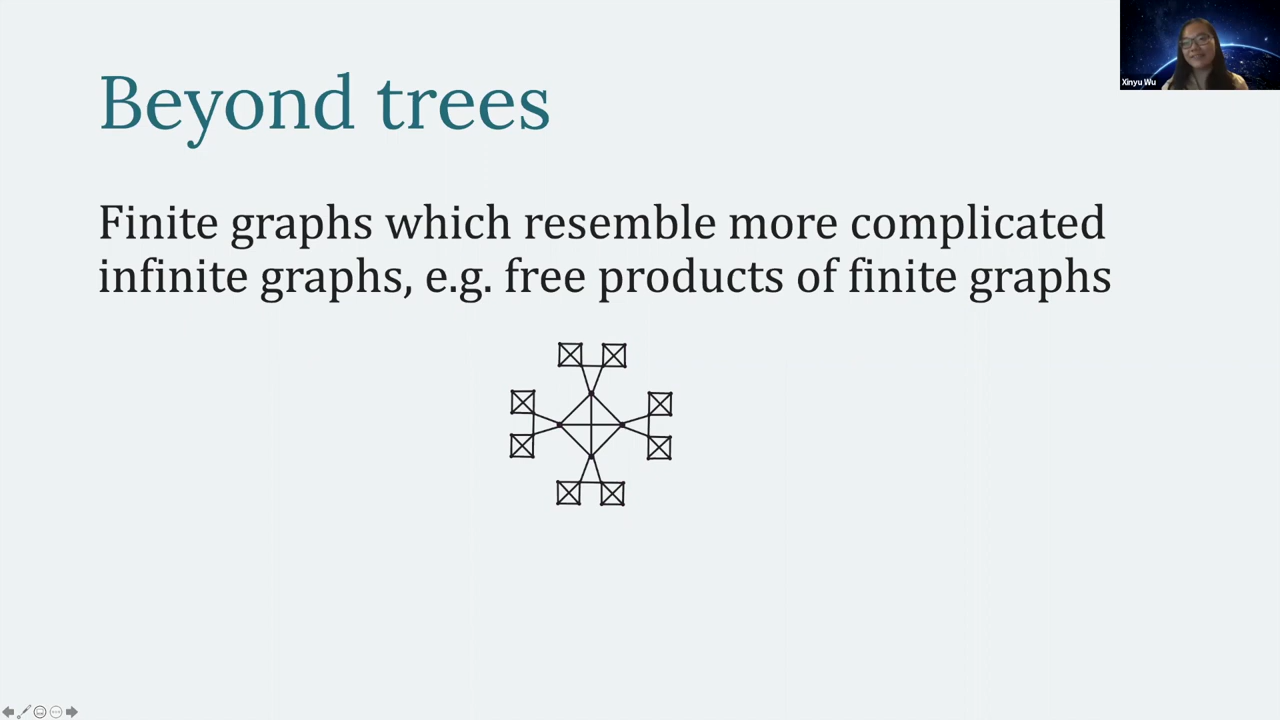 Beyond trees
Xinyu Wu
Finite graphs which resemble more complicated
infinite graphs, e.g. free products of finite graphs